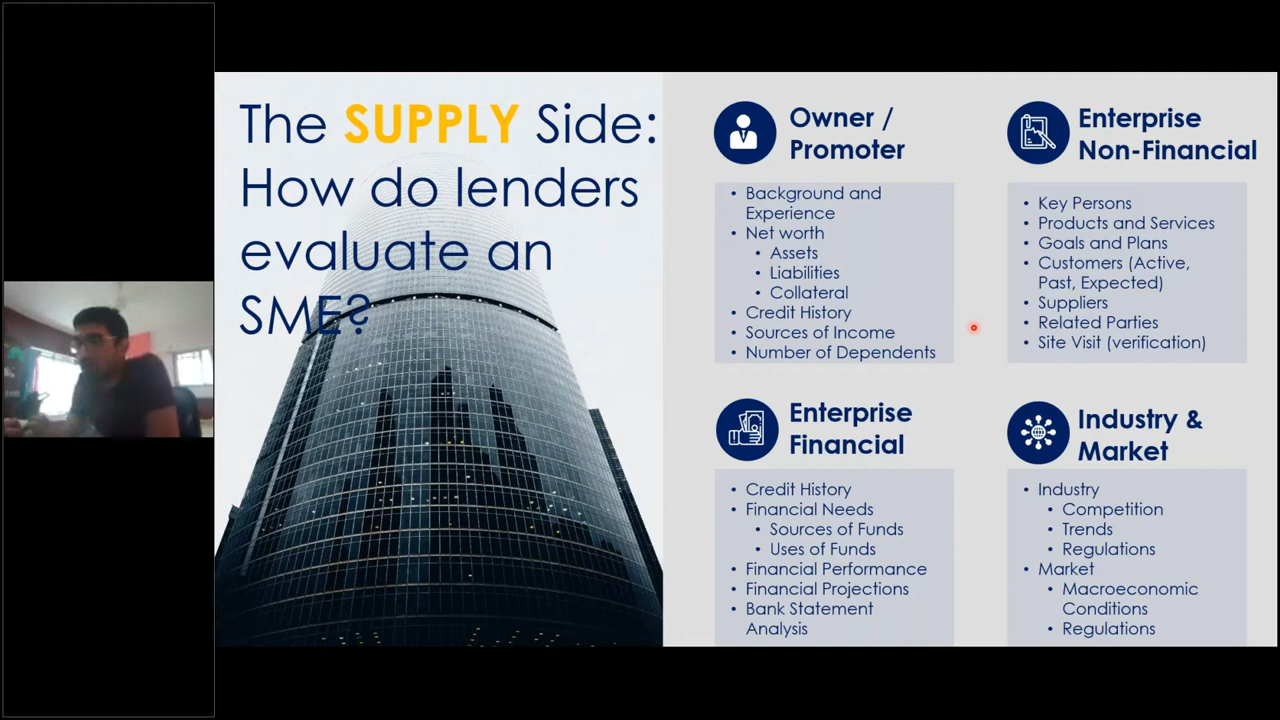 The SUPPLY Side:
How do lenders
evaluate an
SME?
Owner /
Promoter
• Background and
Experience
• Net worth
• Assets
• Liabilities
• Collateral
• Credit History
• Sources of Income
• Number of Dependents
Enterprise
Non-Financial
• Key Persons
• Products and Services
• Goals and Plans
• Customers (Active,
Past, Expected)
• Suppliers
• Related Parties
• Site Visit (verification)
Enterprise
Financial
• Credit History
• Financial Needs
• Sources of Funds
• Uses of Funds
• Financial Performance
• Financial Projections
• Bank Statement
Analysis
Industry &
Market
• Industry
• Competition
• Trends
• Regulations
• Market
• Macroeconomic
Conditions
• Regulations